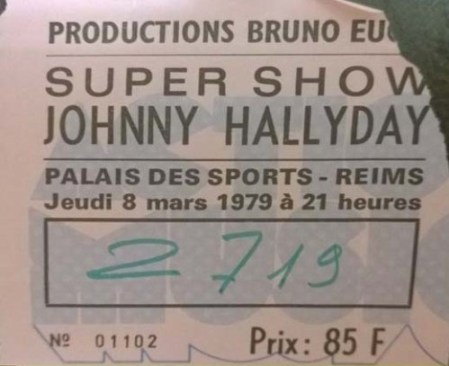 PRODUCTIONS BRUNO
SUPER SHOW
JOHNNY HALLYDAY
PALAIS DES SPORTS - REIMS
Jeudi 8 mars 1979 à 21 heures
2719
Nº 01102
Prix: 85 F